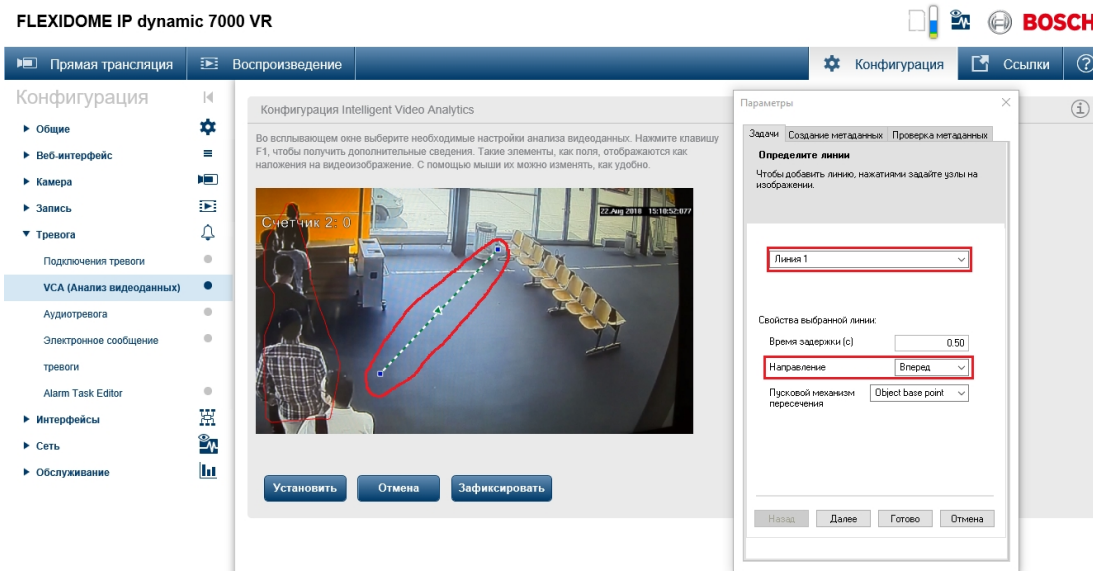 FLEXIDOME IP dynamic 7000 VR
BOSCH
Прямая трансляция
Воспроизведение
Конфигурация
Ссылки
Конфигурация
Общие
Веб-интерфейс
Камера
Запись
Тревога
Подключения тревоги
VCA (Анализ видеоданных)
Аудиотревога
Электронное сообщение
тревоги
Alarm Task Editor
Интерфейсы
Сеть
Обслуживание
Конфигурация Intelligent Video Analytics
Во всплывающем окне выберите необходимые настройки анализа видеоданных. Нажмите клавишу
F1, чтобы получить дополнительные сведения. Такие элементы, как поля, отображаются как
наложения на видеоизображение. С помощью мыши их можно изменять, как удобно.
Счетчик 2: 0
22.Aug 2018 15:10:52:077
Установить
Отмена
Зафиксировать
Параметры
Задачи
Создание метаданных
Проверка метаданных
Определите линии
Чтобы добавить линию, нажатиями задайте узлы на
изображении.
Линия 1
Свойства выбранной линии:
Время задержки (с)
0.50
Направление
Вперед
Пусковой механизм
пересечения
Object base point
Назад
Далее
Готово
Отмена